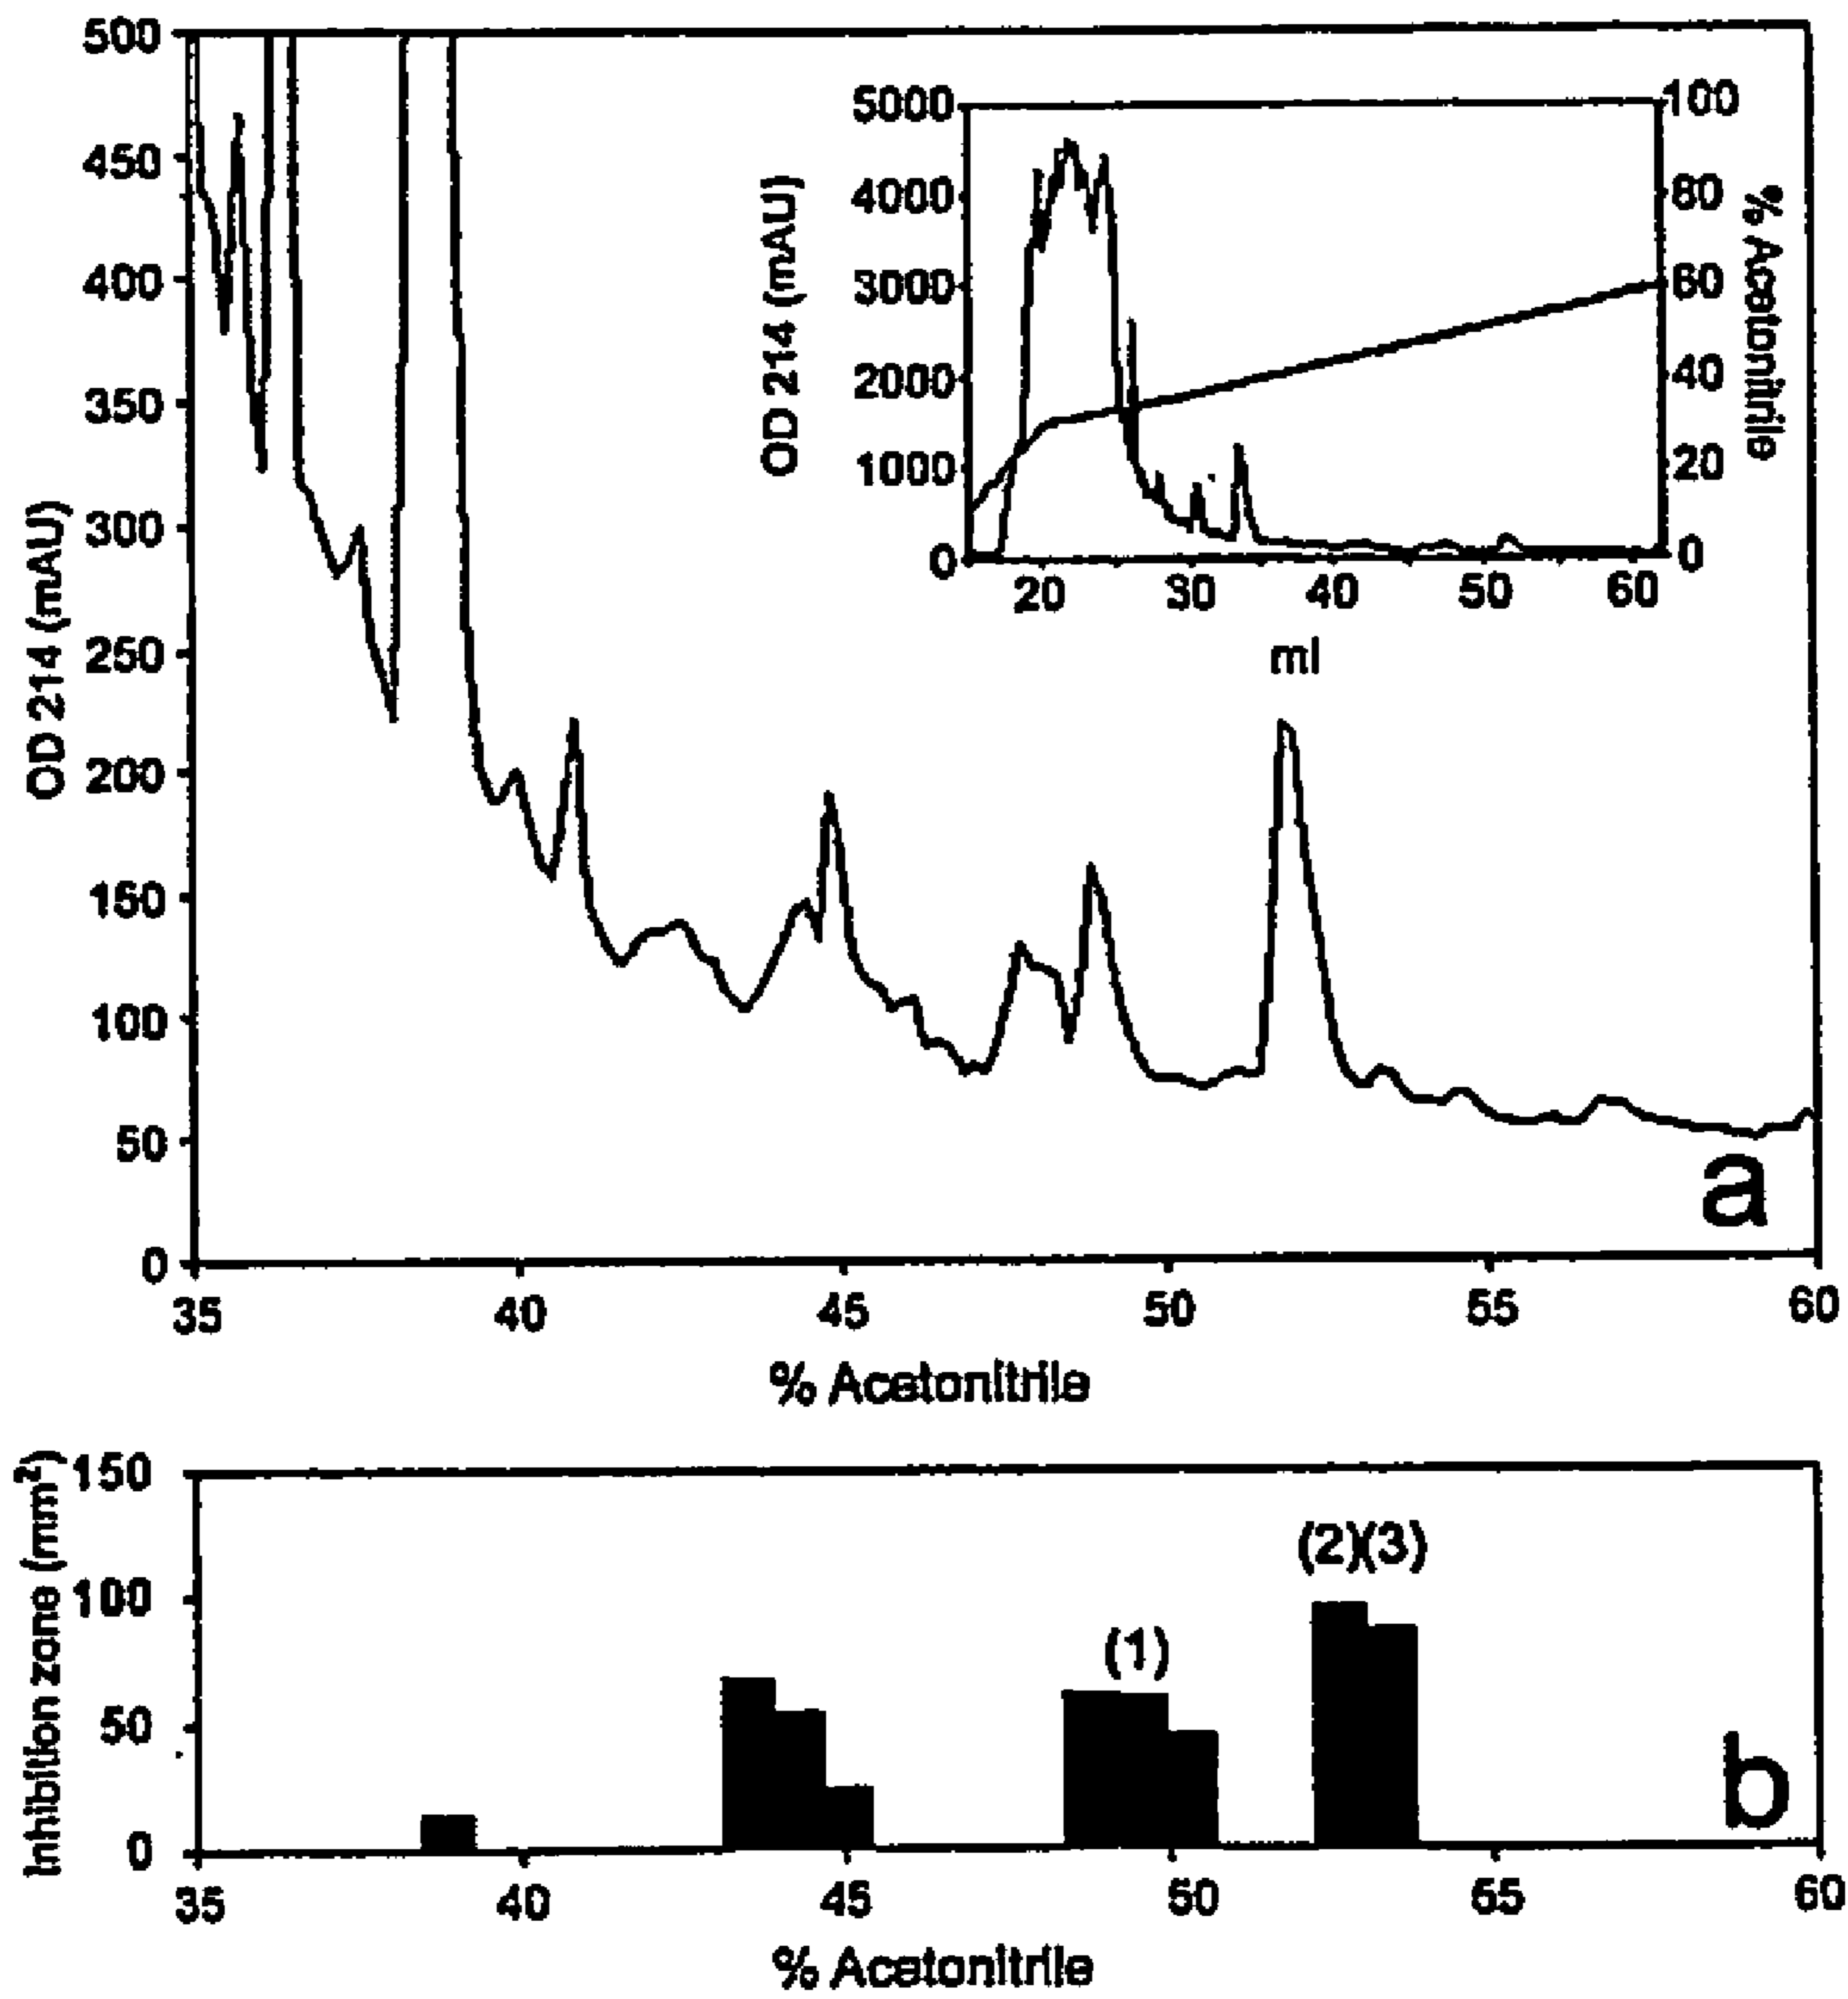 500
450
400
350
300
250
200
150
100
50
0
OD 214 (mAU)
35 40 45 50 55 60
% Acetonitrile
5000
4000
3000
2000
1000
0
OD 214 (mAU)
100
80
60
40
20
0
% Acetonitrile
20 30 40 50 60
ml
a
150
100
50
0
Inhibition zone (mm²)
(1)
(2)(3)
b
35 40 45 50 55 60
% Acetonitrile